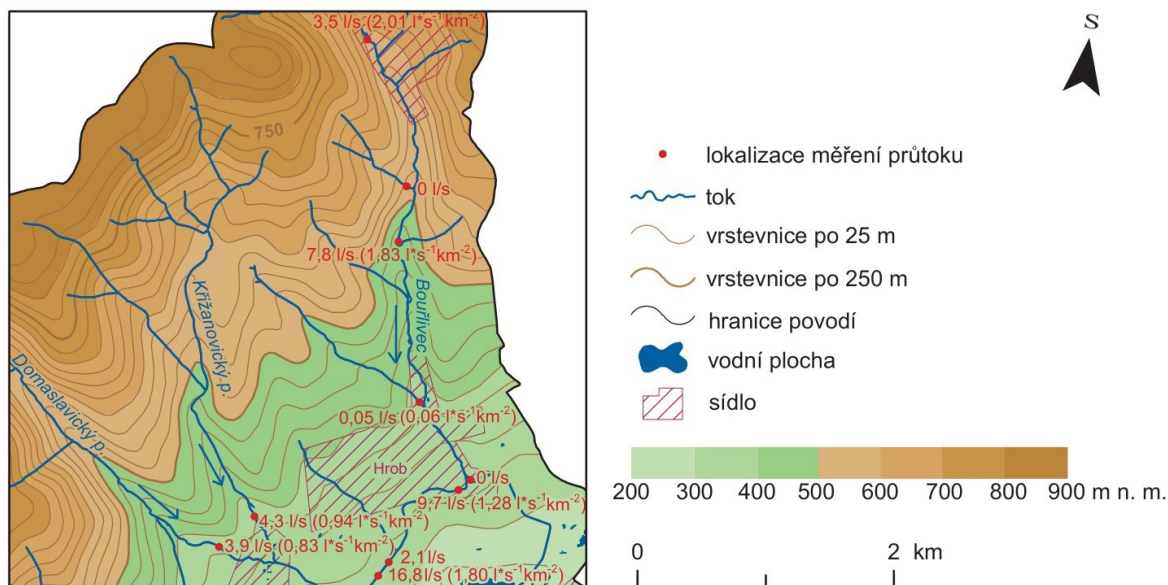 3,5 l/s (2,01 l*s⁻¹km⁻²)
750
0 l/s
7,8 l/s (1,83 l*s⁻¹km⁻²)
Křižanovický p.
Bouřlivec
Domaslavický p.
0,05 l/s (0,06 l*s⁻¹km⁻²)
Hrob
0 l/s
9,7 l/s (1,28 l*s⁻¹km⁻²)
4,3 l/s (0,94 l*s⁻¹km⁻²)
3,9 l/s (0,83 l*s⁻¹km⁻²)
2,1 l/s
16,8 l/s (1,80 l*s⁻¹km⁻²)
S
lokalizace měření průtoku
tok
vrstevnice po 25 m
vrstevnice po 250 m
hranice povodí
vodní plocha
sídlo
200 300 400 500 600 700 800 900 m n. m.
0 2 km